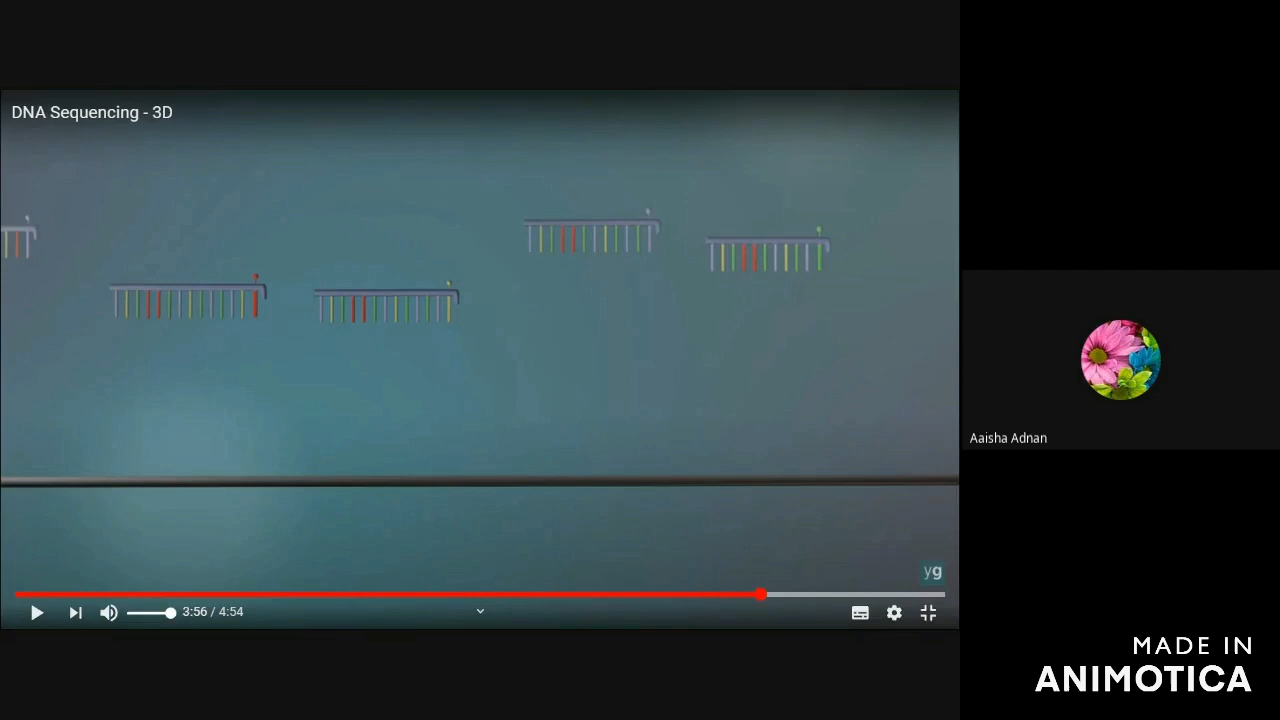 DNA Sequencing - 3D
Aaisha Adnan
yg
3:56 / 4:54
MADE IN
ANIMOTICA